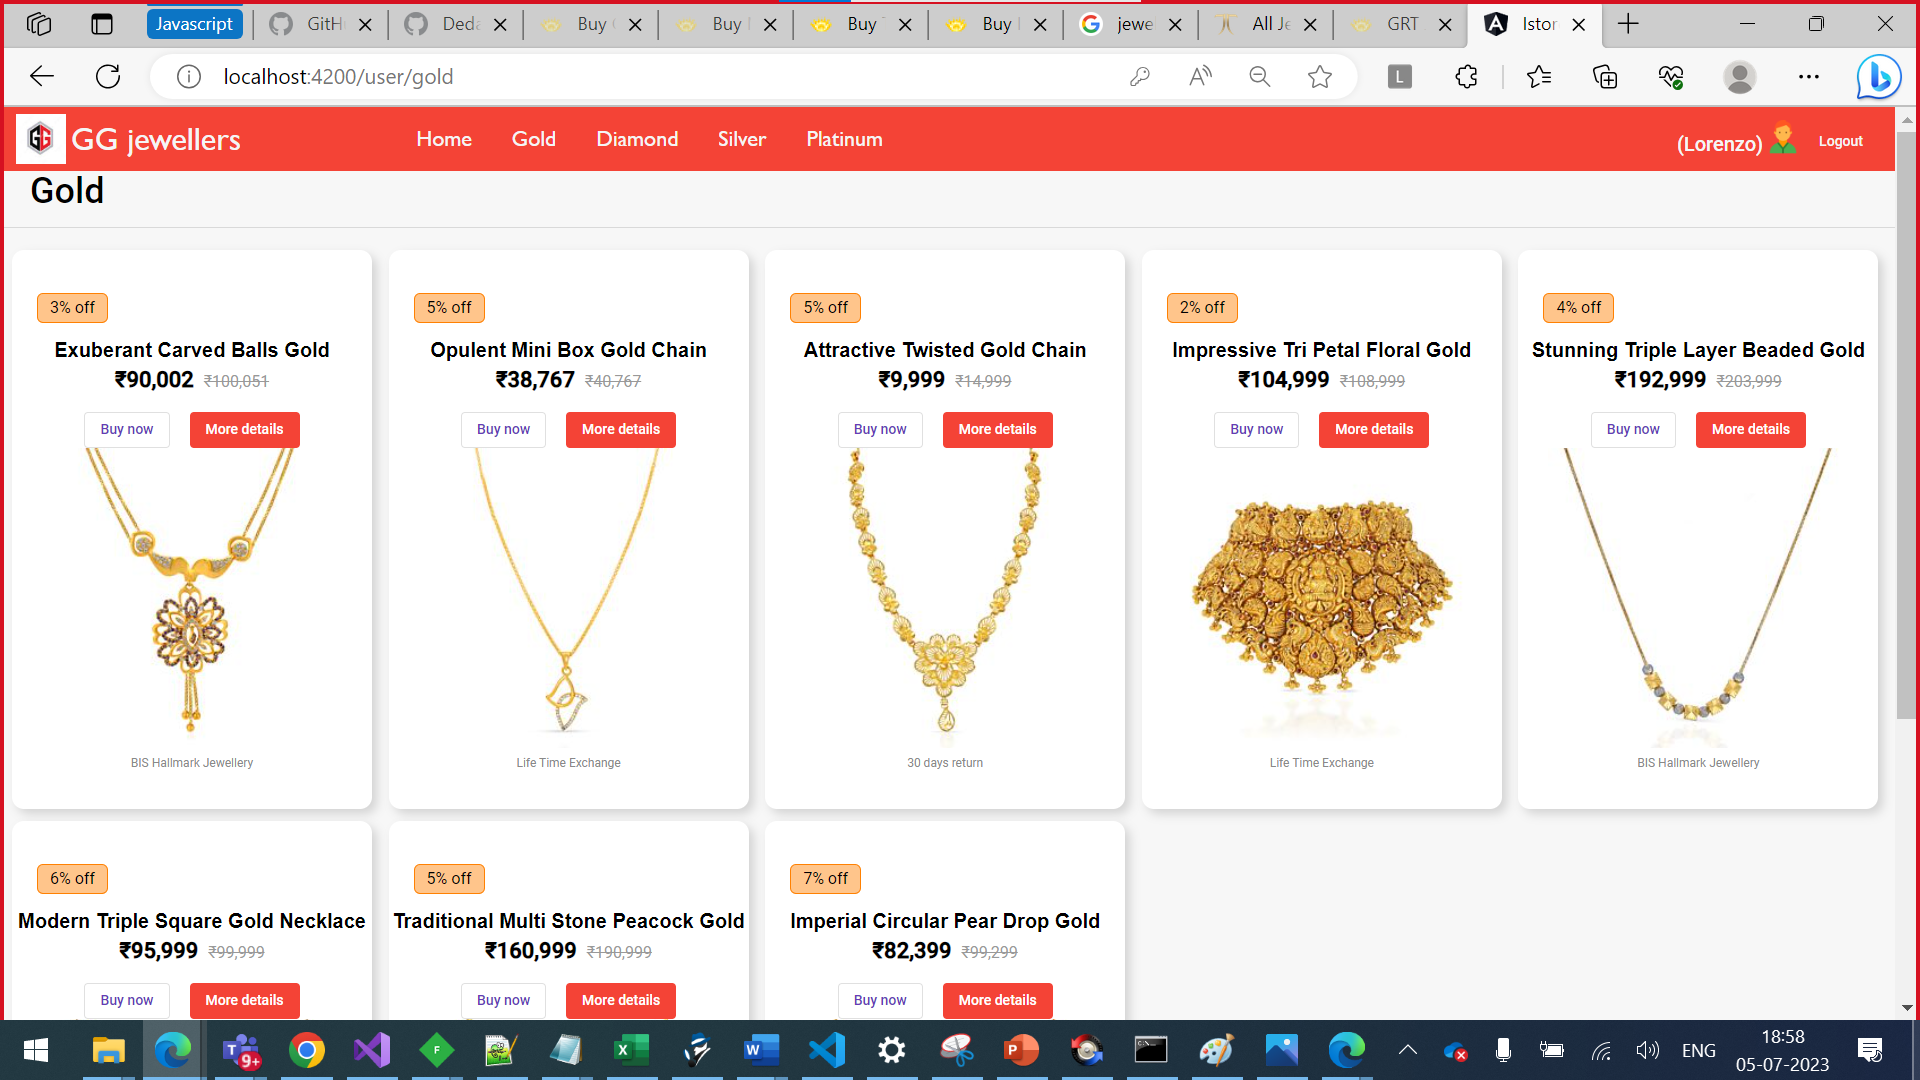 Javascript
GitH
Deda
Buy
Buy
Buy
Buy
jewe
All Je
GRT
Istor
localhost:4200/user/gold
L
GG jewellers
Home Gold Diamond Silver Platinum
(Lorenzo) Logout
Gold
3% off
Exuberant Carved Balls Gold
₹90,002 ₹100,051
Buy now More details
BIS Hallmark Jewellery
5% off
Opulent Mini Box Gold Chain
₹38,767 ₹40,767
Buy now More details
Life Time Exchange
5% off
Attractive Twisted Gold Chain
₹9,999 ₹14,999
Buy now More details
30 days return
2% off
Impressive Tri Petal Floral Gold
₹104,999 ₹108,999
Buy now More details
Life Time Exchange
4% off
Stunning Triple Layer Beaded Gold
₹192,999 ₹203,999
Buy now More details
BIS Hallmark Jewellery
6% off
Modern Triple Square Gold Necklace
₹95,999 ₹99,999
Buy now More details
5% off
Traditional Multi Stone Peacock Gold
₹160,999 ₹190,999
Buy now More details
7% off
Imperial Circular Pear Drop Gold
₹82,399 ₹99,299
Buy now More details
9+
ENG
18:58
05-07-2023